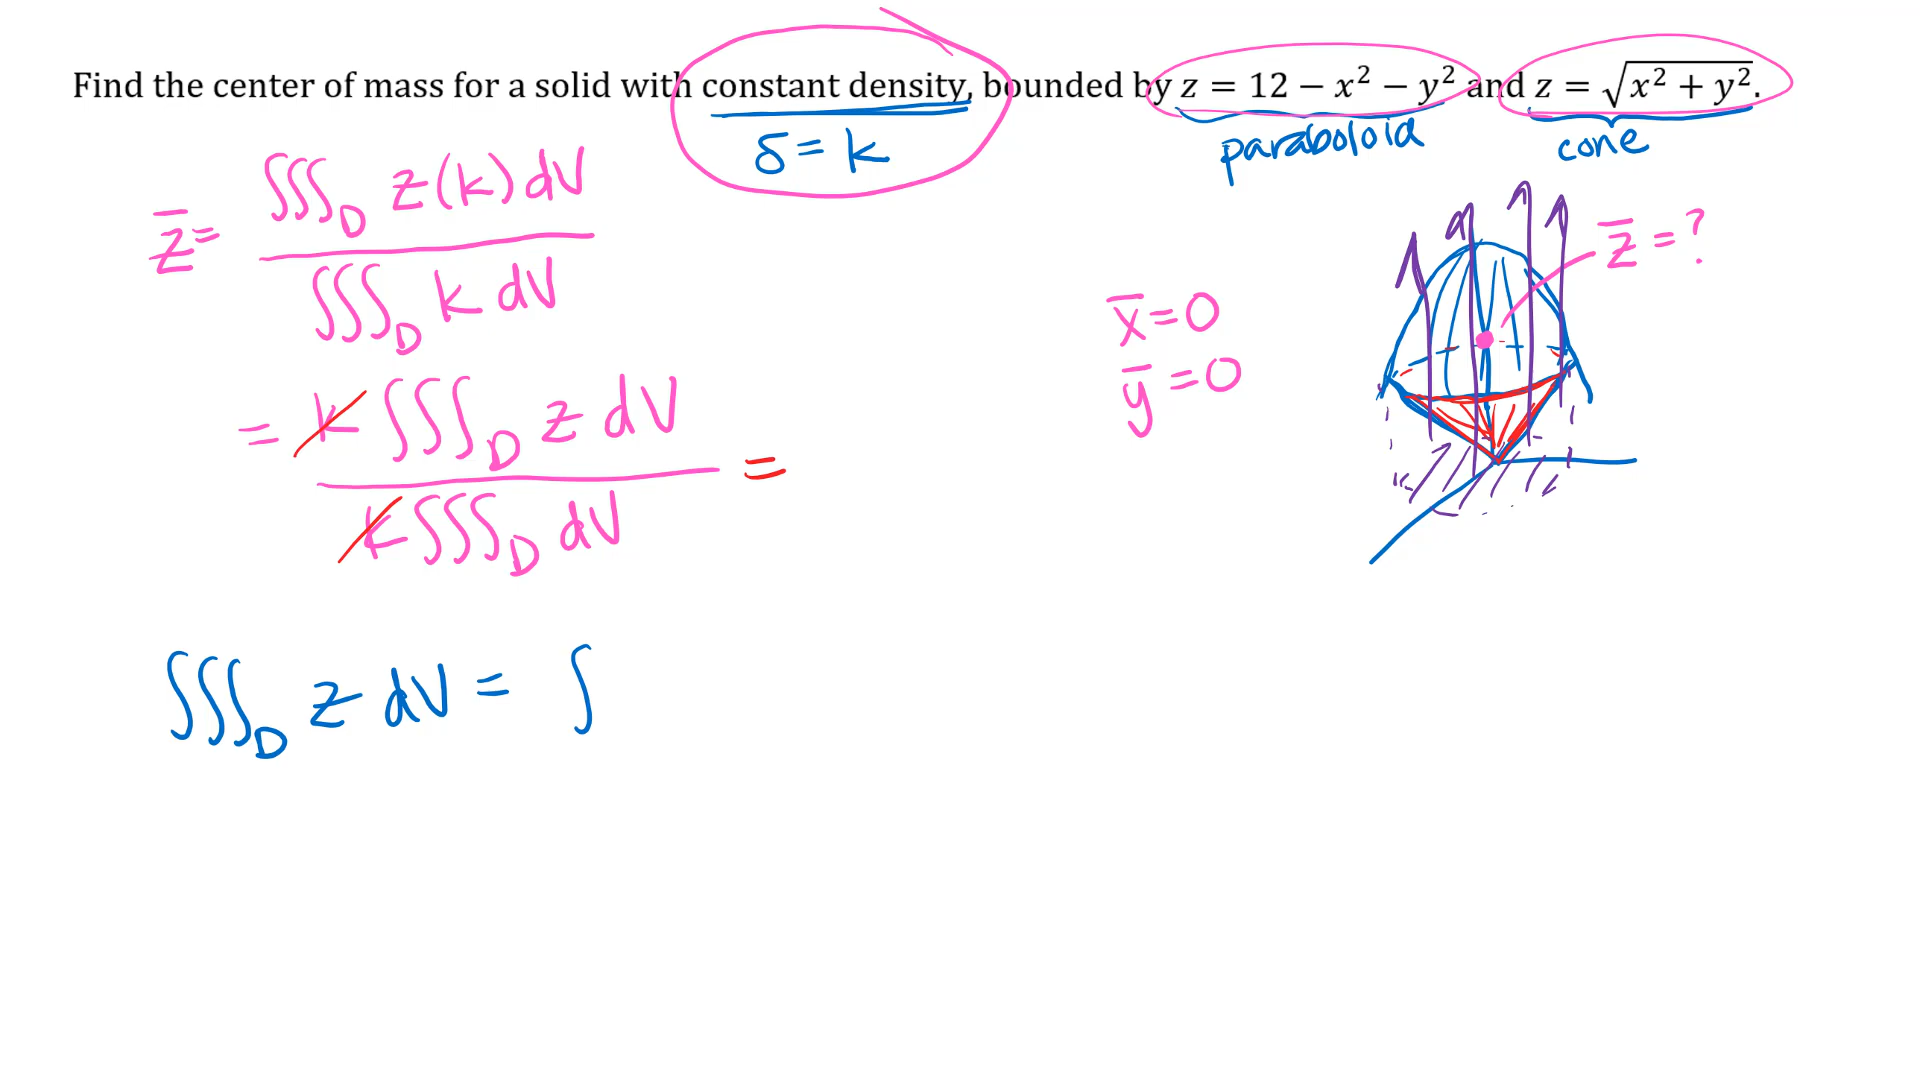 Find the center of mass for a solid with constant density, bounded by z = 12 − x² − y² and z = √(x² + y²).
δ = k
paraboloid
cone
z̄ = ∭_D z(k) dV / ∭_D k dV
z̄ = ?
x̄ = 0
ȳ = 0
= k ∭_D z dV / k ∭_D dV =
∭_D z dV = ∫